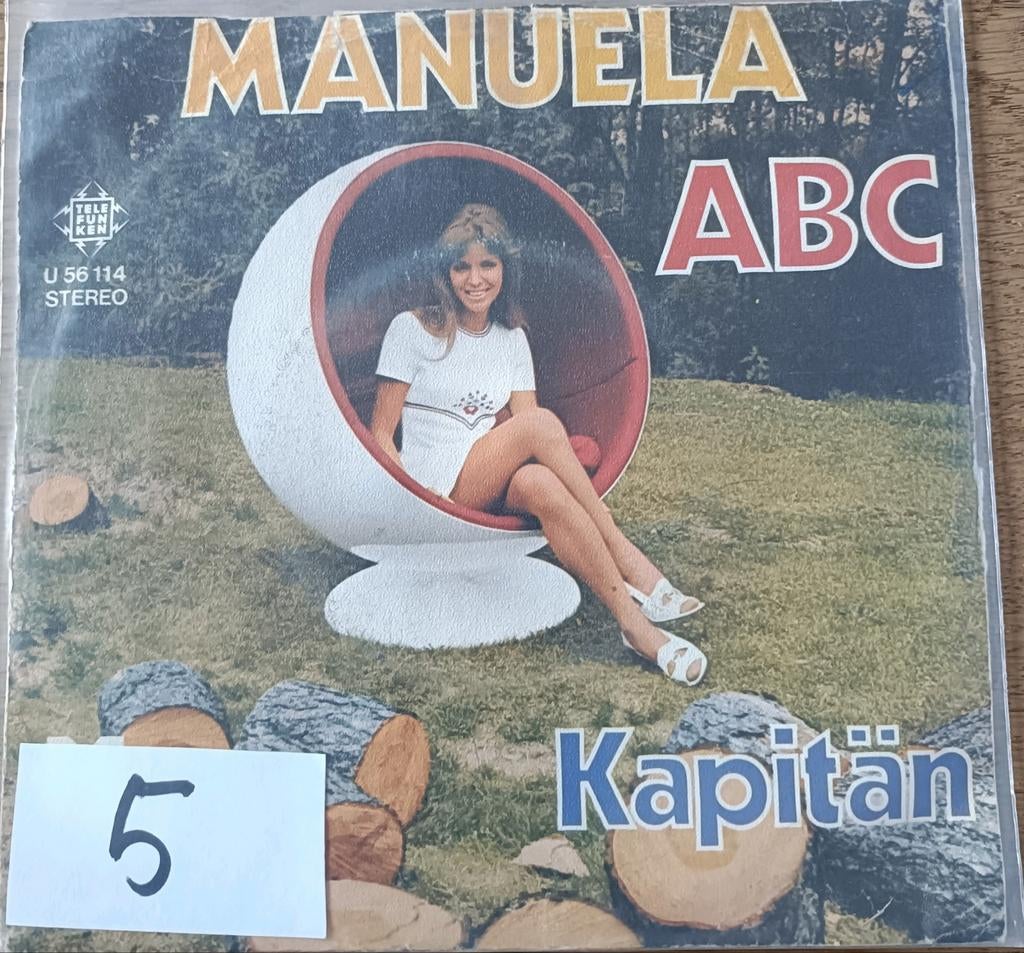 MANUELA
ABC
TELE
FUN
KEN
U 56 114
STEREO
Kapitän
5